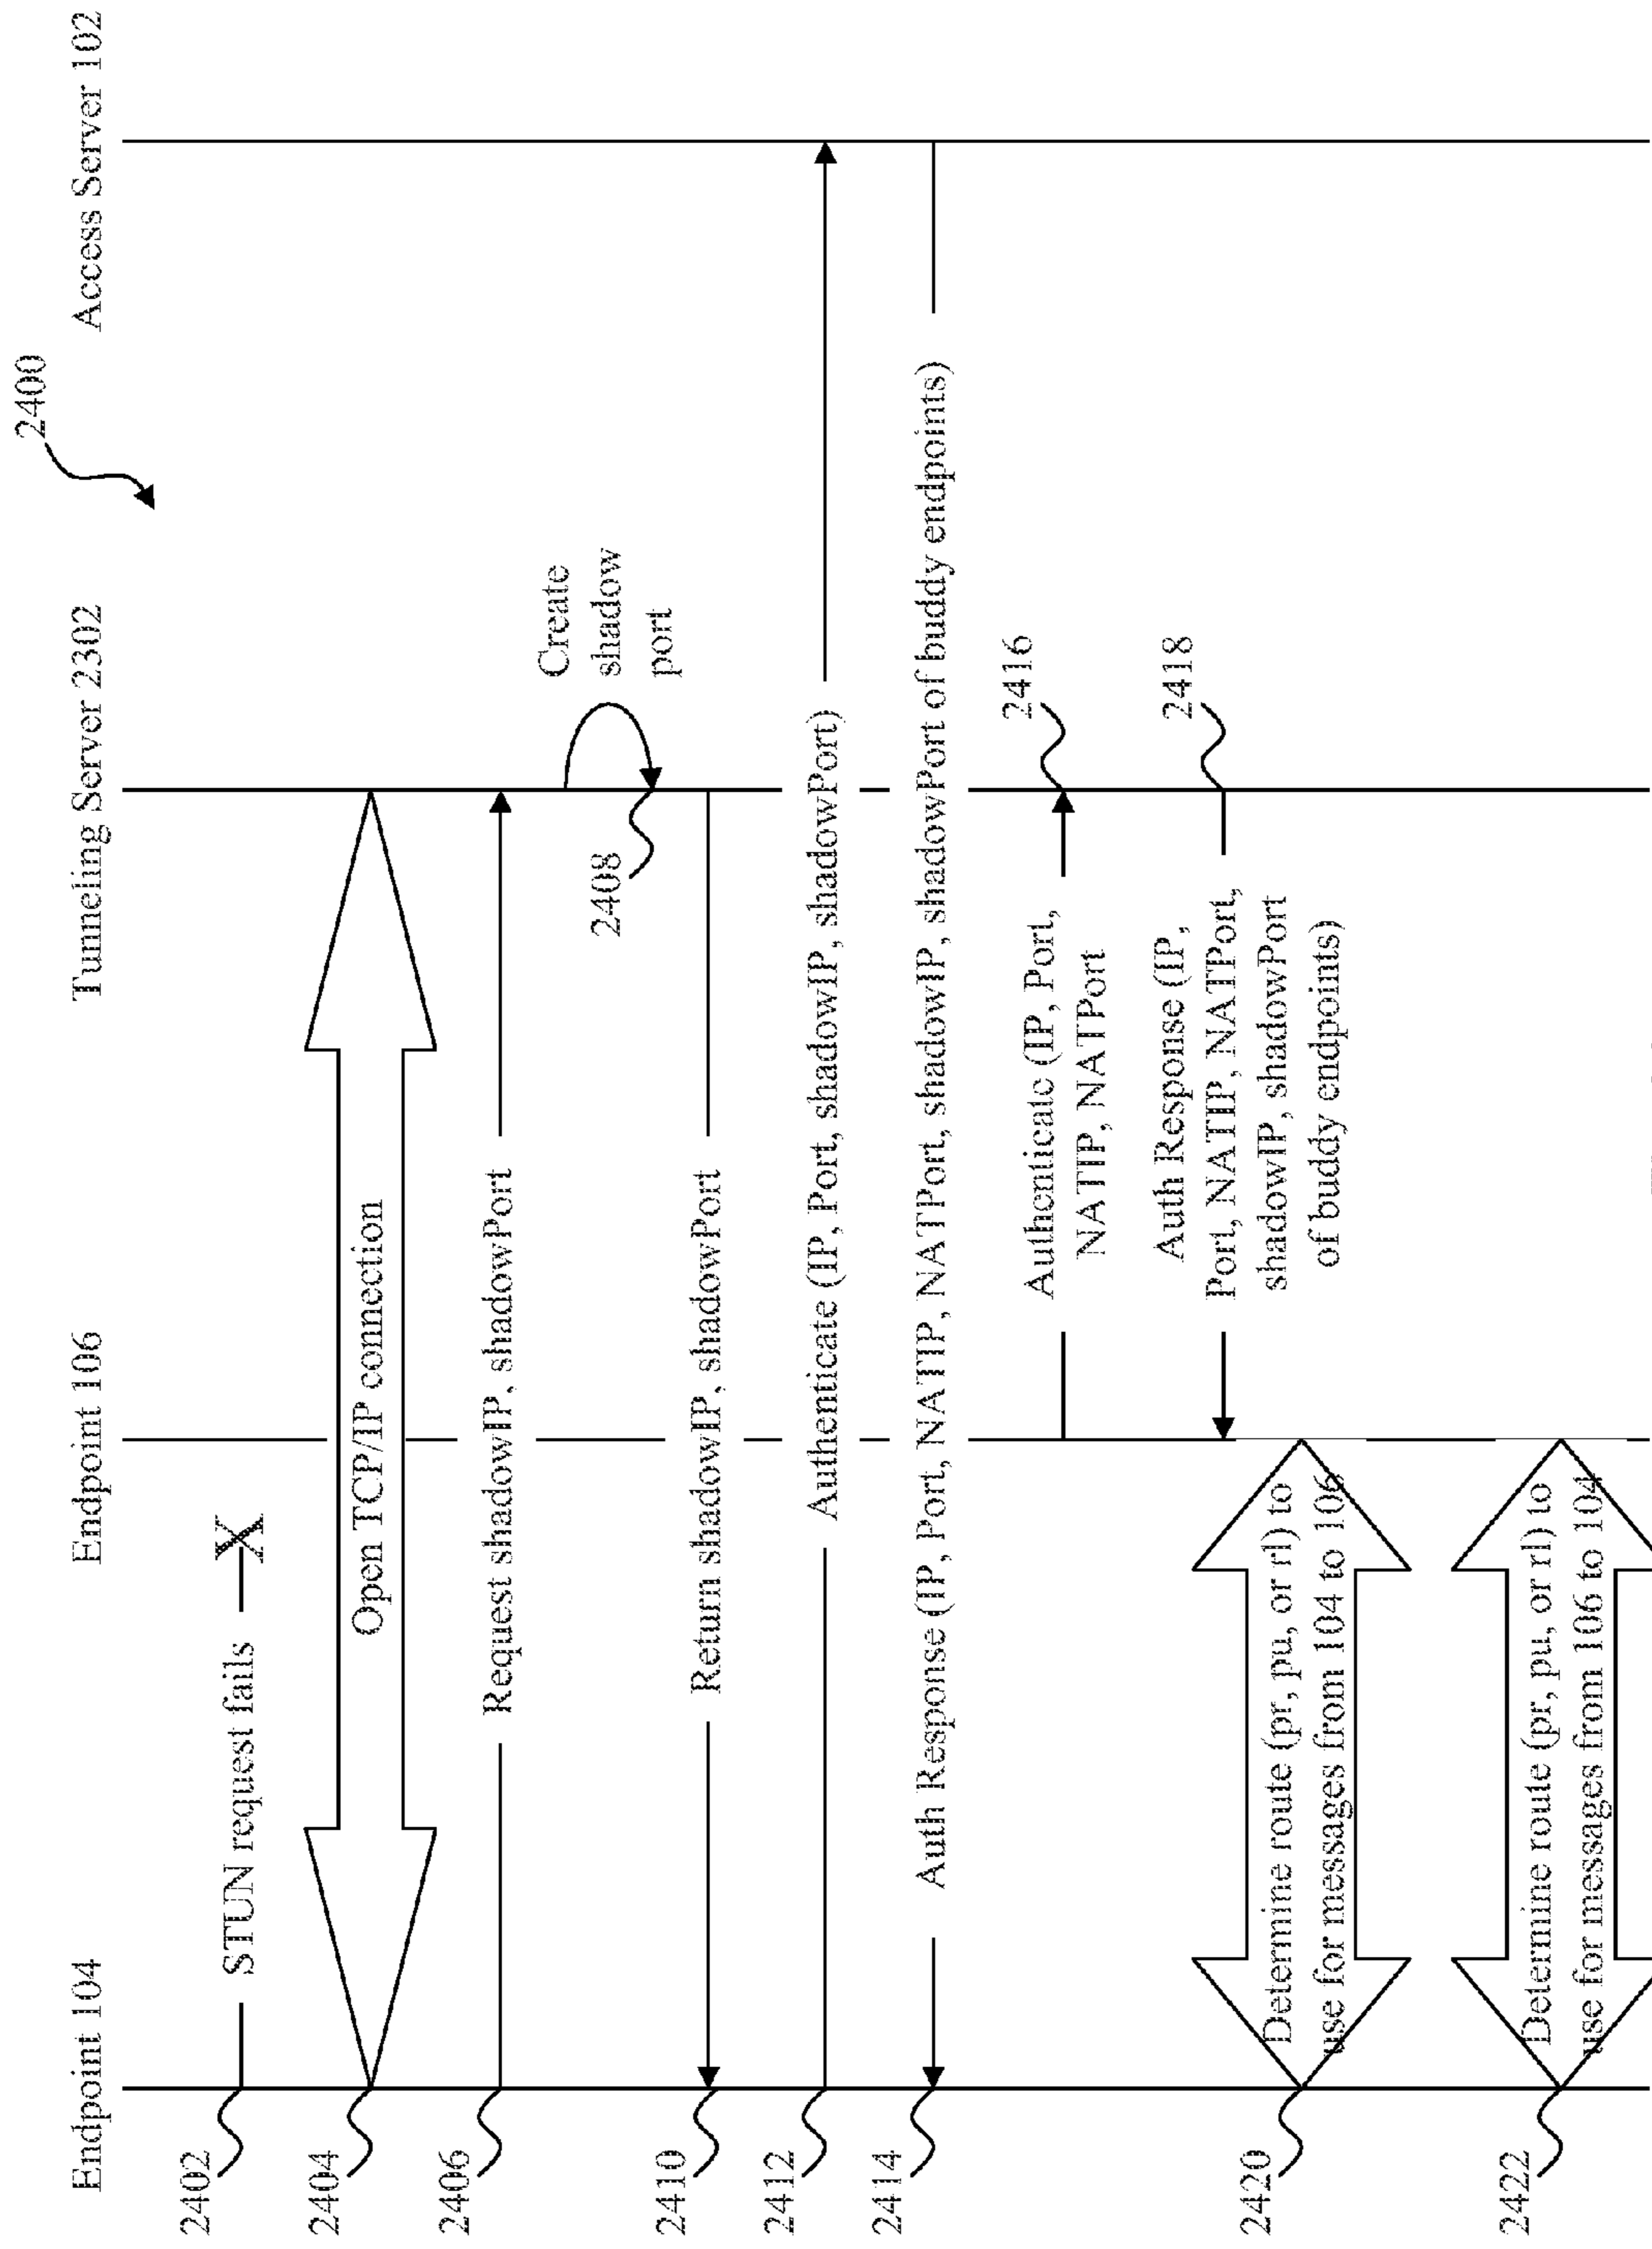 2400
Endpoint 104
Endpoint 106
Tunneling Server 2302
Access Server 102
2402
STUN request fails
X
2404
Open TCP/IP connection
2406
Request shadowIP, shadowPort
Create
shadow
port
2408
2410
Return shadowIP, shadowPort
2412
Authenticate (IP, Port, shadowIP, shadowPort)
2414
Auth Response (IP, Port, NATIP, NATPort, shadowIP, shadowPort of buddy endpoints)
Authenticate (IP, Port,
NATIP, NATPort
2416
Auth Response (IP,
Port, NATIP, NATPort,
shadowIP, shadowPort
of buddy endpoints)
2418
2420
Determine route (pr, pu, or rl) to
use for messages from 104 to 106
2422
Determine route (pr, pu, or rl) to
use for messages from 106 to 104